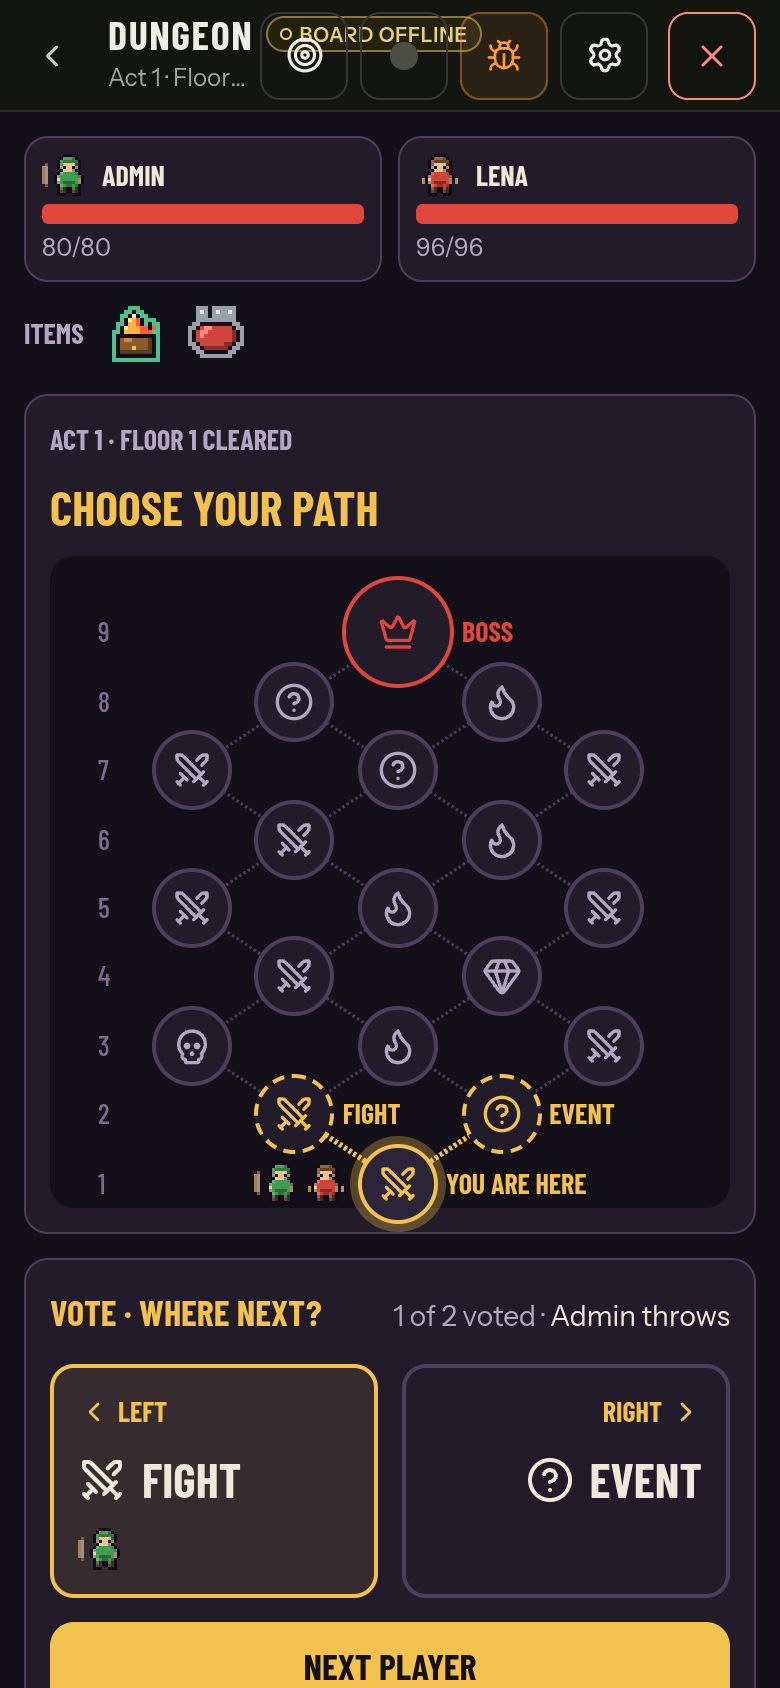 DUNGEON
BOARD OFFLINE
Act 1 · Floor...
ADMIN
80/80
LENA
96/96
ITEMS
ACT 1 · FLOOR 1 CLEARED
CHOOSE YOUR PATH
9 BOSS
8
7
6
5
4
3
2 FIGHT EVENT
1 YOU ARE HERE
VOTE · WHERE NEXT? 1 of 2 voted · Admin throws
LEFT
FIGHT
RIGHT
EVENT
NEXT PLAYER